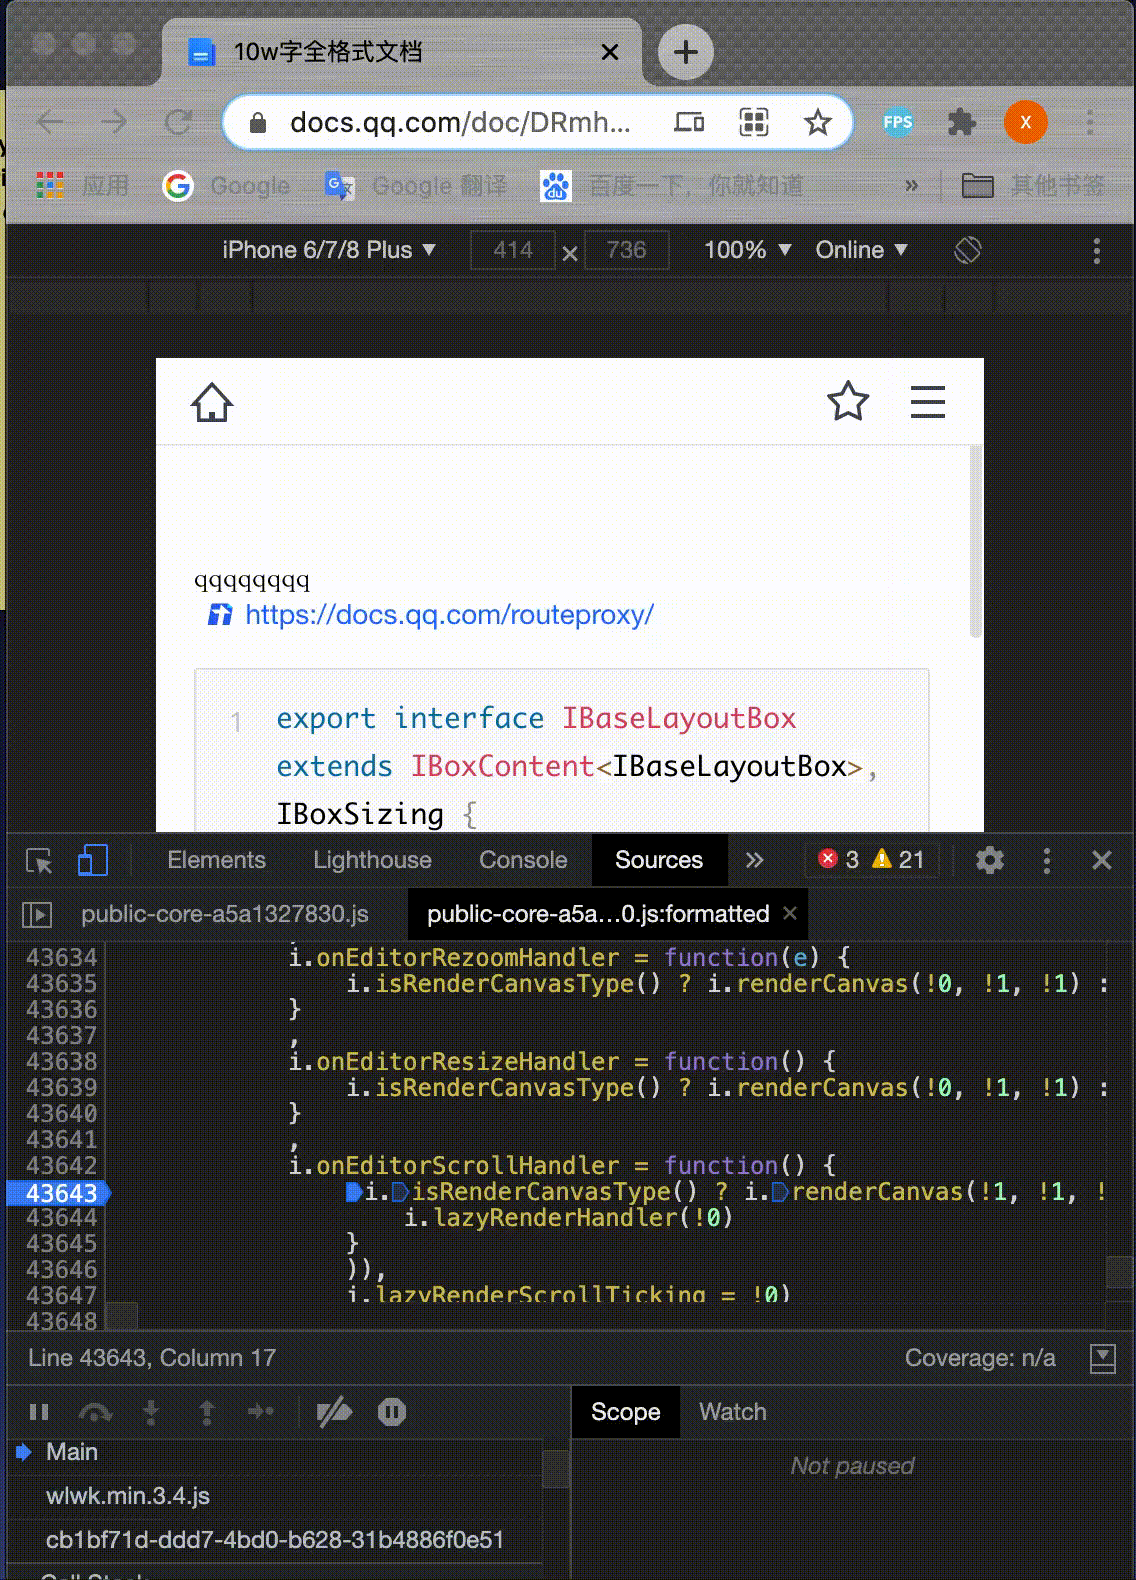 10w字全格式文档
docs.qq.com/doc/DRmh...
FPS
X
应用
Google
Google 翻译
百度一下，你就知道
»
其他书签
iPhone 6/7/8 Plus ▼ 414 × 736 100% ▼ Online ▼
qqqqqqqq
https://docs.qq.com/routeproxy/
1 export interface IBaseLayoutBox
extends IBoxContent<IBaseLayoutBox>,
IBoxSizing {
Elements Lighthouse Console Sources » 3 21
public-core-a5a1327830.js public-core-a5a...0.js:formatted
43634 i.onEditorRezoomHandler = function(e) {
43635 i.isRenderCanvasType() ? i.renderCanvas(!0, !1, !1) :
43636 }
43637 ,
43638 i.onEditorResizeHandler = function() {
43639 i.isRenderCanvasType() ? i.renderCanvas(!0, !1, !1) :
43640 }
43641 ,
43642 i.onEditorScrollHandler = function() {
43643 i.isRenderCanvasType() ? i.renderCanvas(!1, !1, !
43644 i.lazyRenderHandler(!0)
43645 }
43646 )),
43647 i.lazyRenderScrollTicking = !0)
43648
Line 43643, Column 17 Coverage: n/a
Scope Watch
Main
Not paused
wlwk.min.3.4.js
cb1bf71d-ddd7-4bd0-b628-31b4886f0e51
Call Stack